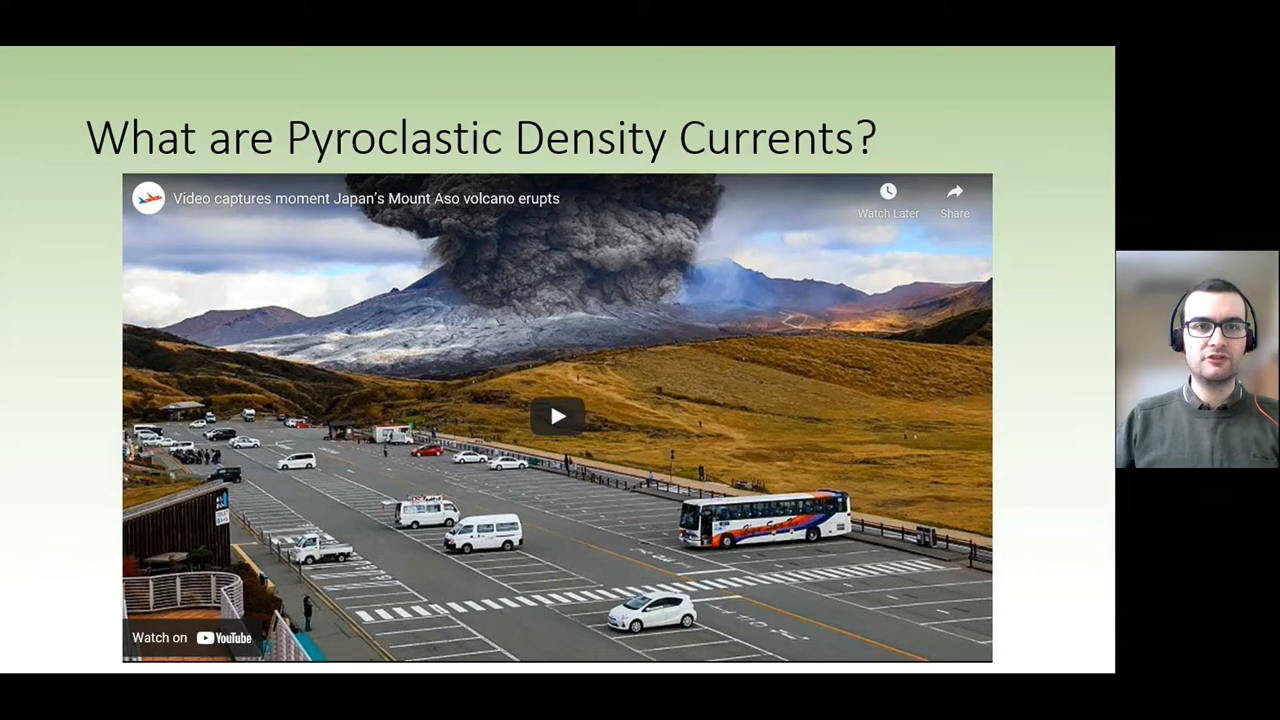 What are Pyroclastic Density Currents?
Video captures moment Japan’s Mount Aso volcano erupts
Watch Later
Share
Watch on YouTube